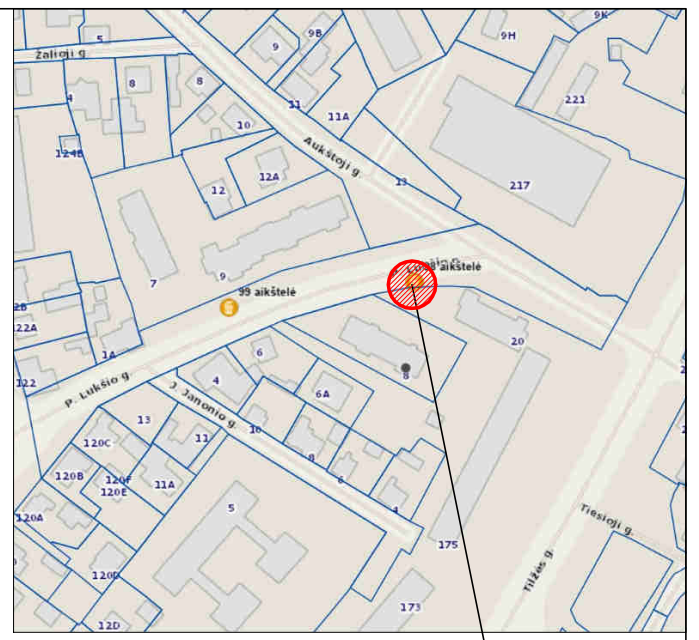 9K
9B
5
9
9H
Žalioji g.
8
8
221
4
11
11A
10
124B
Aukštoji g.
12A
13
217
12
98 aikštelė
7
9
99 aikštelė
2B
22A
20
1A
6
122
4
8
P. Lukšio g.
6A
J. Janonio g.
13
10
11
120C
8
120B
120F
6
11A
120E
5
4
120A
Tiesioji g.
175
Tilžės g.
120D
173
12D